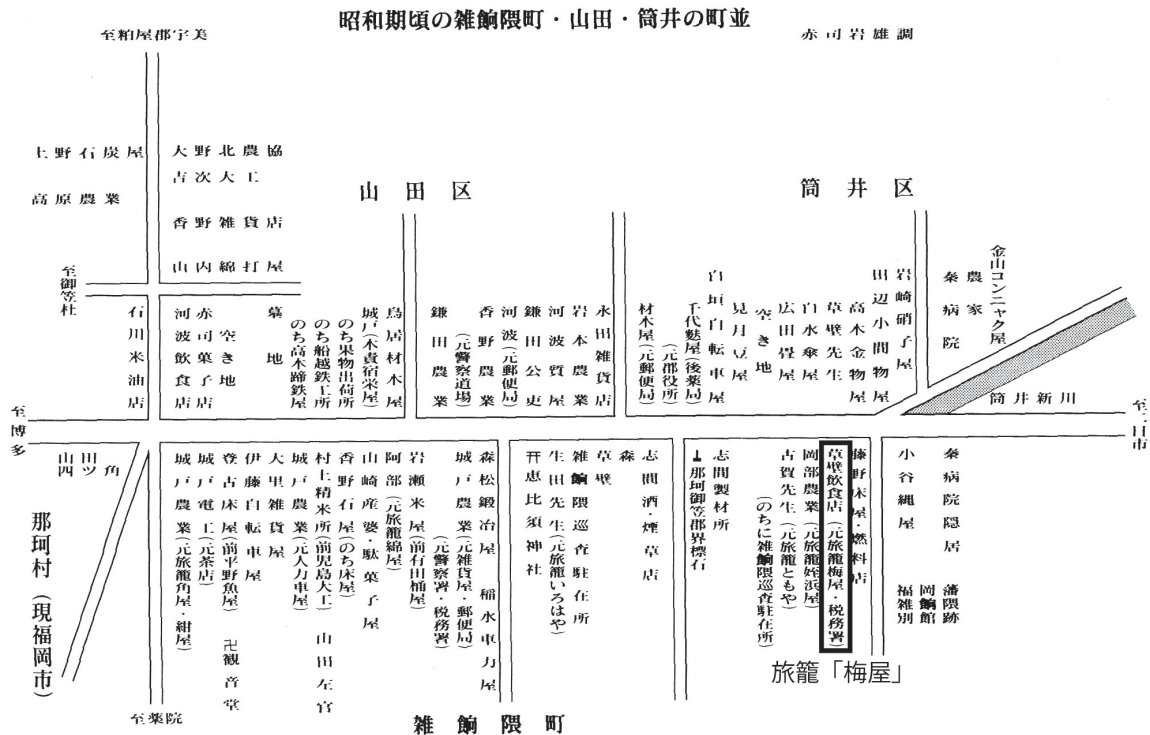 昭和期頃の雑餉隈町・山田・筒井の町並
赤司岩雄調
至粕屋郡宇美
上野石炭屋
高原農業
大野北農協
吉次大工
香野雑貨店
山内綿打屋
山田区
筒井区
至御笠杜
石川米油店
河波飲食店
赤司菓子店
空き地
墓地
のち高木蹄鉄屋
のち船越鉄工所
のち果物出荷所
城戸(木賃宿栄屋)
鳥居材木屋
鎌田農業
(元警察道場)
香野農業
河波(元郵便局)
鎌田公吏
河波質屋
岩本農業
永田雑貨店
材木屋(元郵便局)
(元郡役所)
千代麩屋(後薬局)
白垣自転車屋
見月豆屋
空き地
広田畳屋
白水傘屋
草壁先生
高木金物屋
田辺小間物屋
岩崎硝子屋
秦病院
農家
金山コンニャク屋
筒井新川
至博多
至二日市
山田
四ツ角
那珂村(現福岡市)
城戸農業(元旅籠角屋・紺屋)
城戸電工(元茶店)
登古床屋(前平野魚屋)
卍観音堂
伊藤自転車屋
大里雑貨屋
城戸農業(元人力車屋)
村上精米所(前児島大工)
山田左官
香野石屋(のち床屋)
山崎産婆・駄菓子屋
阿部(元旅籠綿屋)
岩瀬米屋(前有田桶屋)
(元警察署・税務署)
城戸農業(元雑貨屋・郵便局)
森松鍛冶屋
稲水車力屋
恵比須神社
生田先生(元旅籠いろはや)
雑餉隈巡査駐在所
草壁
森
志間酒・煙草店
那珂御笠郡界標石
志間製材所
(のちに雑餉隈巡査駐在所)
古賀先生(元旅籠ともや)
岡部農業(元旅籠姪浜屋)
草壁飲食店(元旅籠梅屋・税務署)
藤野床屋・燃料店
小谷縄屋
秦病院隠居
福岡藩
雑餉隈
別館跡
旅籠「梅屋」
至薬院
雑餉隈町